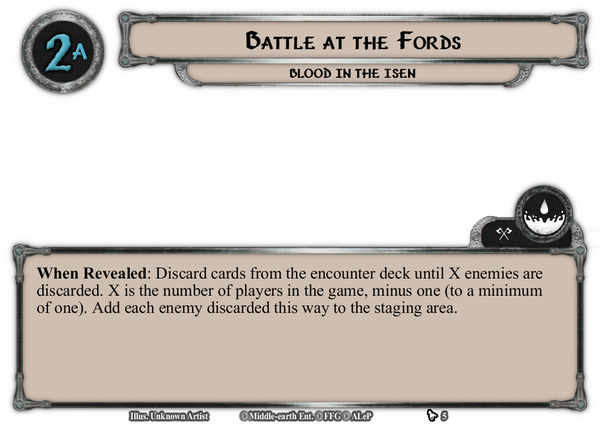 2A
Battle at the Fords
Blood in the Isen
When Revealed: Discard cards from the encounter deck until X enemies are
discarded. X is the number of players in the game, minus one (to a minimum
of one). Add each enemy discarded this way to the staging area.
Illus. Unknown Artist © Middle-earth Ent. © FFG © ALeP 5